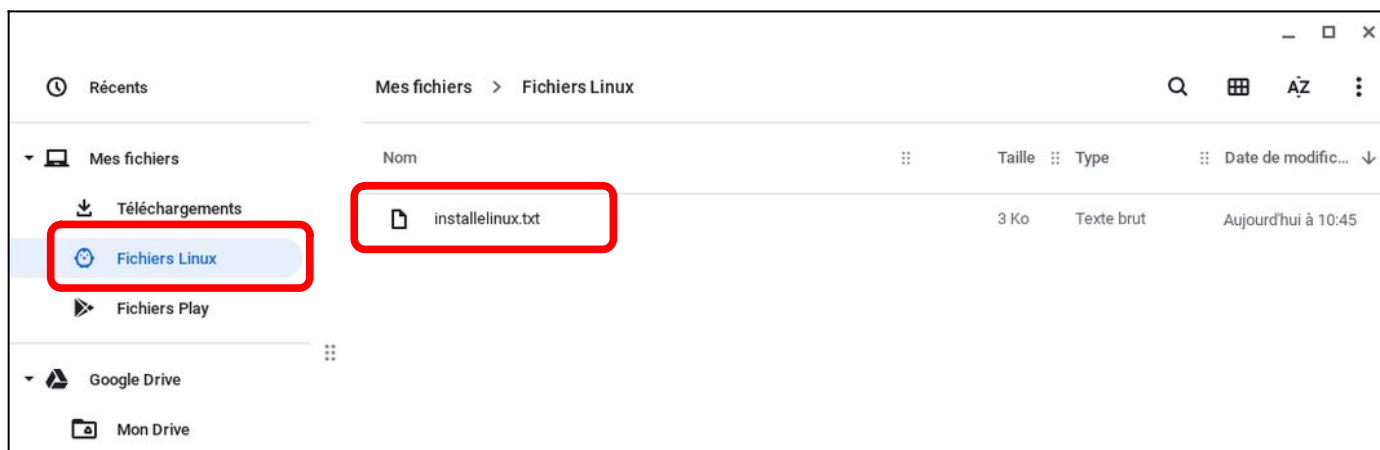 Récents
Mes fichiers > Fichiers Linux
AZ
Mes fichiers
Nom Taille Type Date de modific...
Téléchargements
installelinux.txt 3 Ko Texte brut Aujourd'hui à 10:45
Fichiers Linux
Fichiers Play
Google Drive
Mon Drive